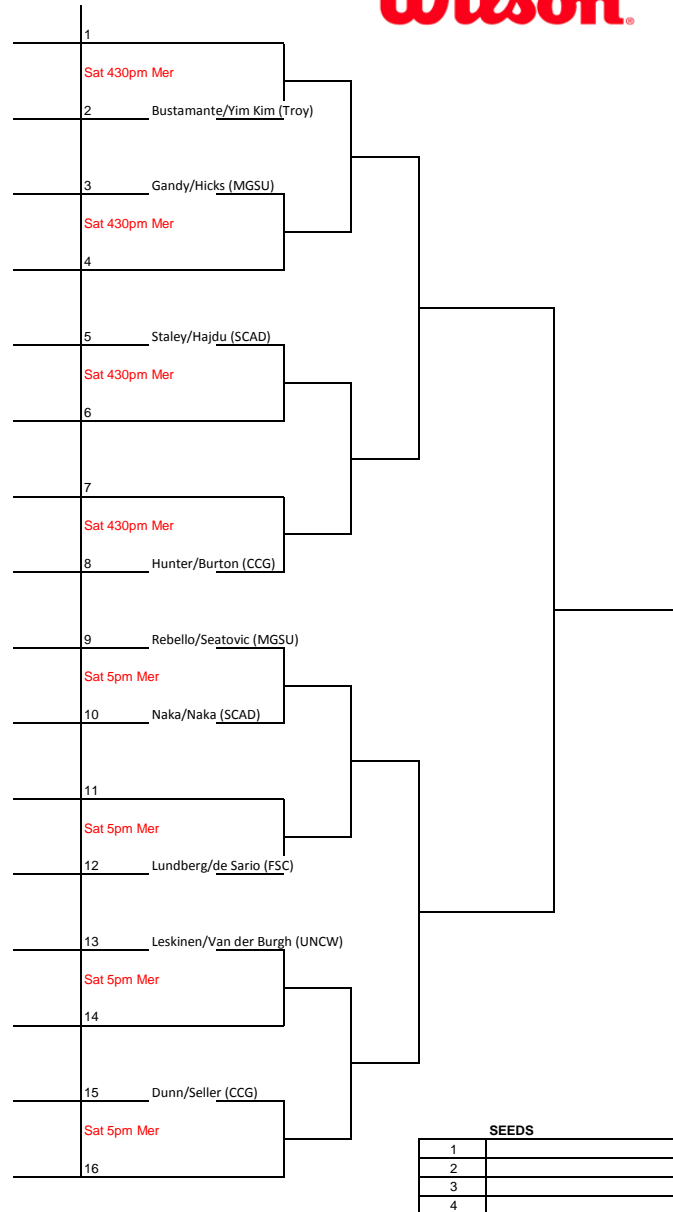 Wilson®
1
Sat 430pm Mer
2 Bustamante/Yim Kim (Troy)
3 Gandy/Hicks (MGSU)
Sat 430pm Mer
4
5 Staley/Hajdu (SCAD)
Sat 430pm Mer
6
7
Sat 430pm Mer
8 Hunter/Burton (CCG)
9 Rebello/Seatovic (MGSU)
Sat 5pm Mer
10 Naka/Naka (SCAD)
11
Sat 5pm Mer
12 Lundberg/de Sario (FSC)
13 Leskinen/Van der Burgh (UNCW)
Sat 5pm Mer
14
15 Dunn/Seller (CCG)
Sat 5pm Mer
16
SEEDS
1
2
3
4